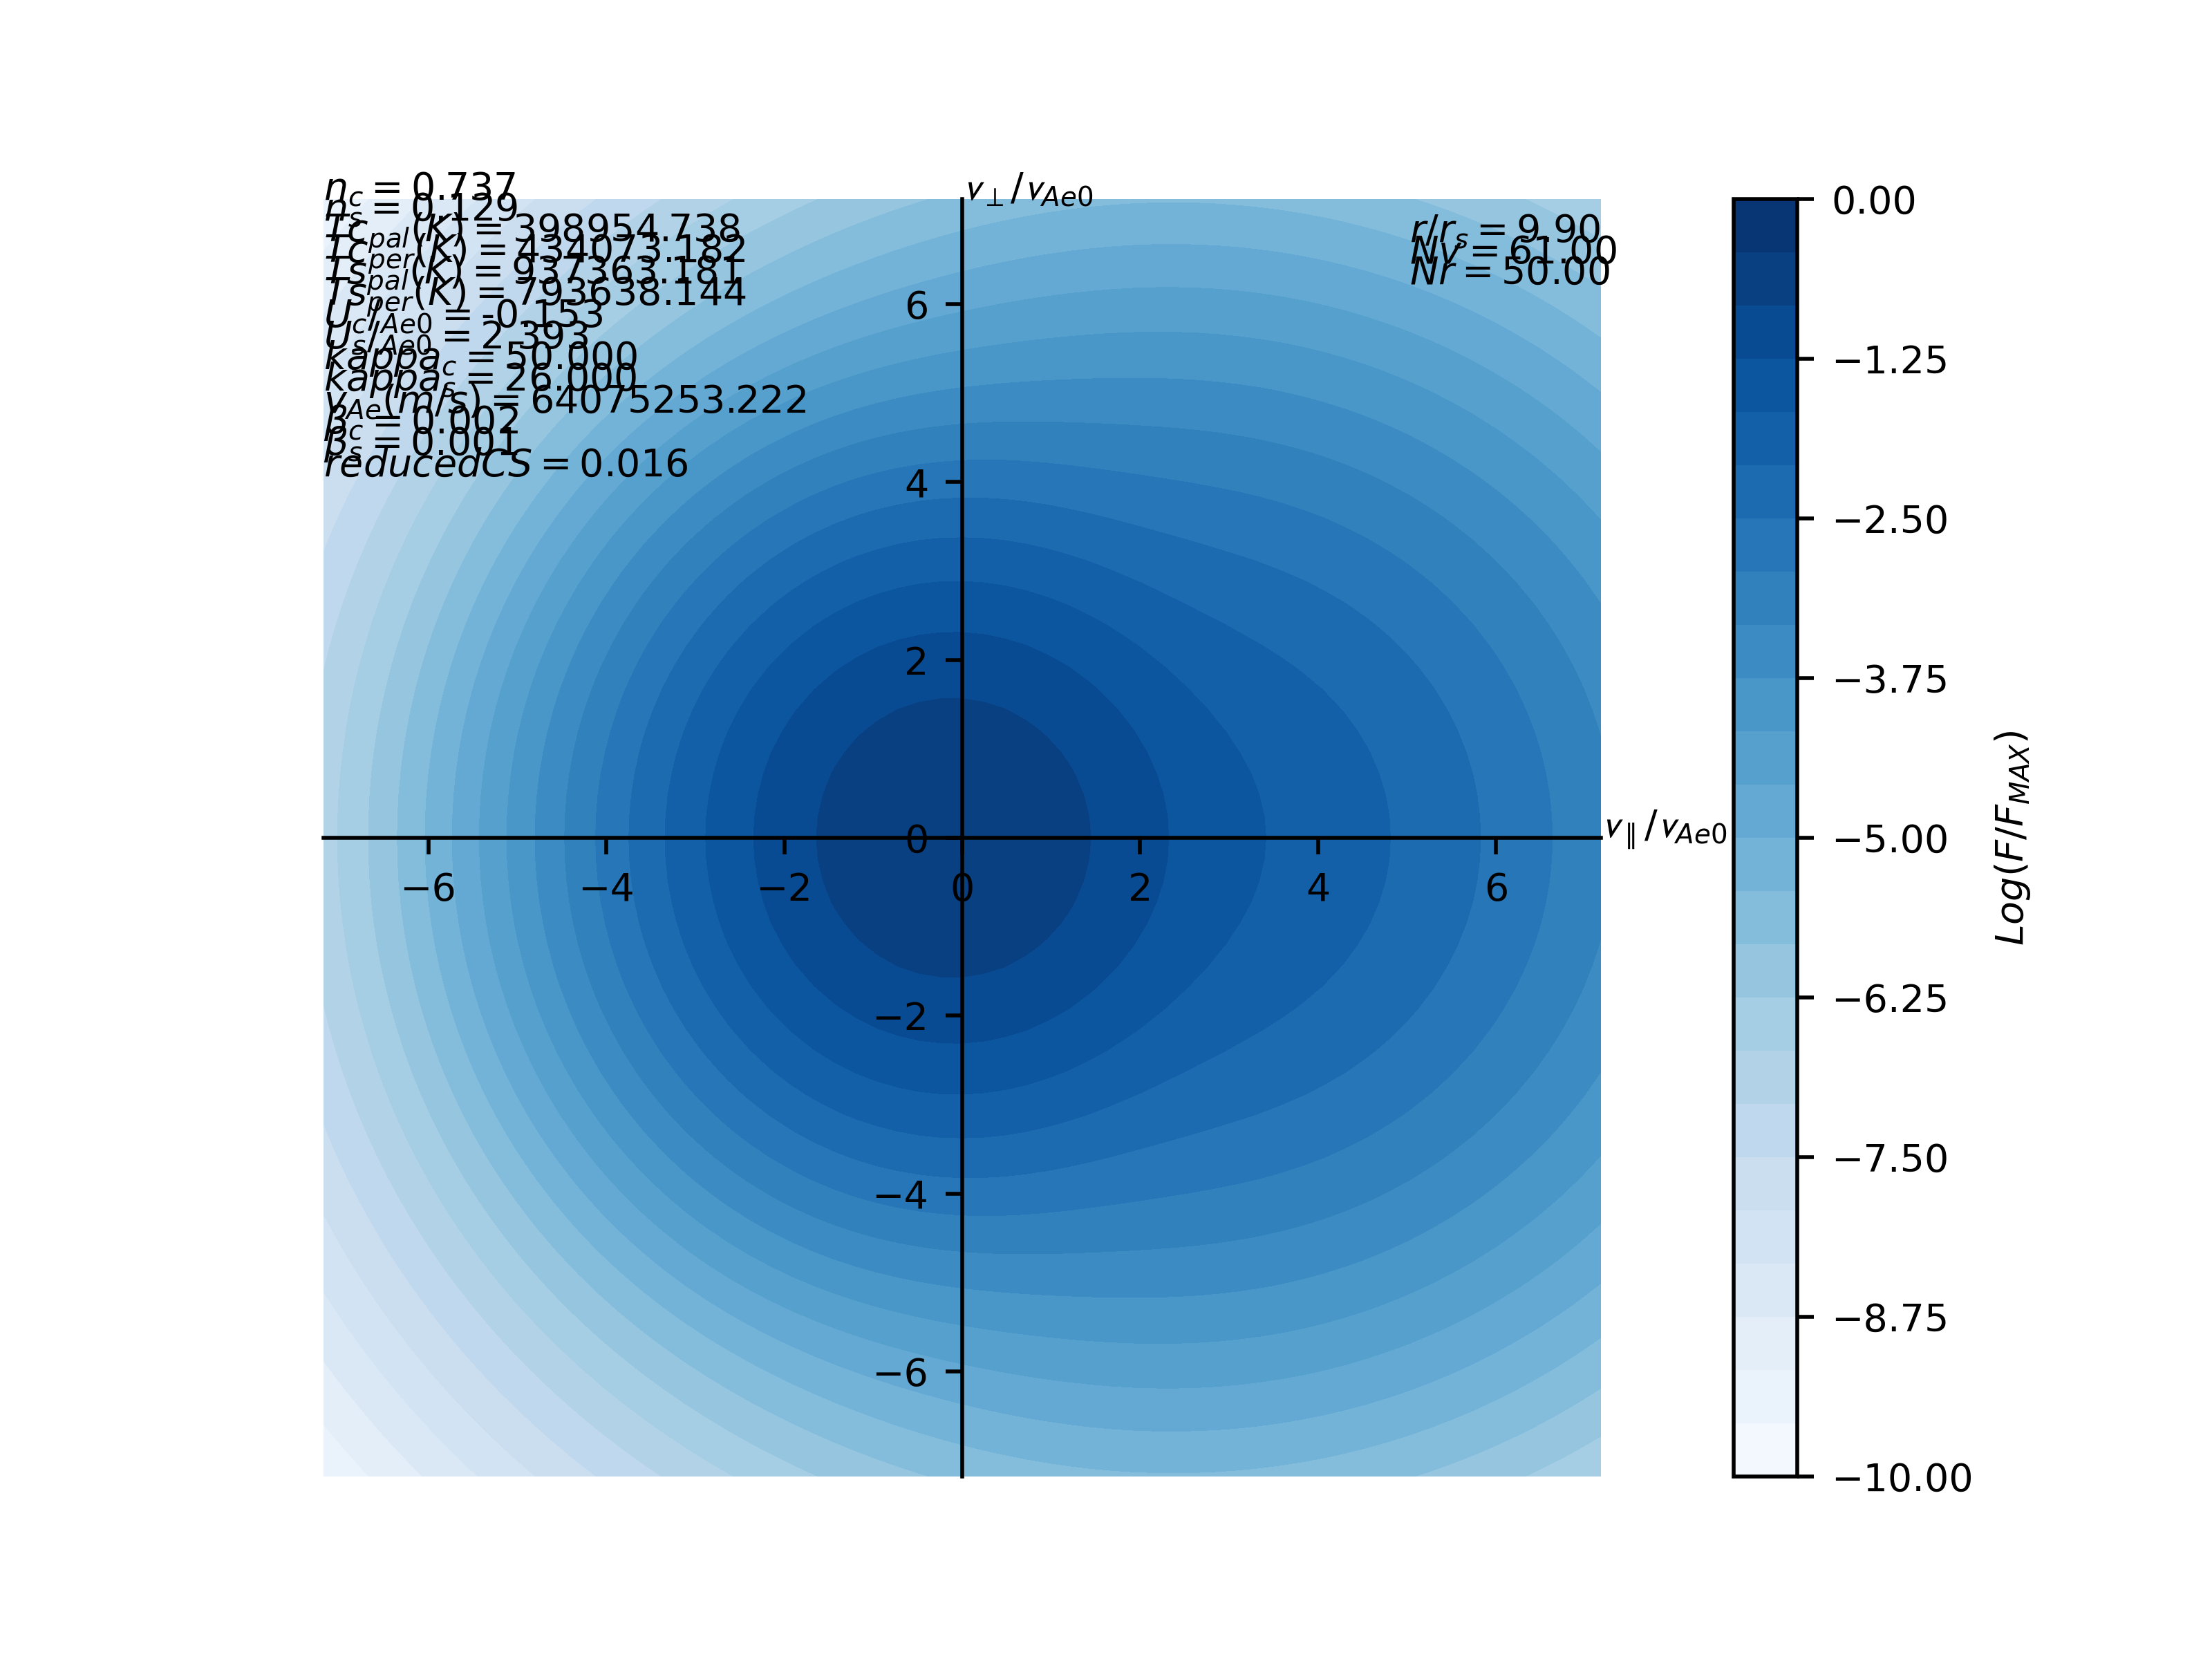 n_c = 0.737
n_s = 0.129
Tc_pal(K) = 398954.738
Tc_per(K) = 434073.182
Ts_pal(K) = 937363.181
Ts_per(K) = 793638.144
U_c/Ae0 = -0.153
U_s/Ae0 = 2.393
kappa_c = 50.000
kappa_s = 26.000
v_Ae(m/s) = 64075253.222
β_c = 0.002
β_s = 0.001
reducedCS = 0.016
v_⊥/v_Ae0
r/r_s = 9.90
Nv = 61.00
Nr = 50.00
6
4
2
0
−2
−4
−6
−6 −4 −2 0 2 4 6
v_∥/v_Ae0
0.00
−1.25
−2.50
−3.75
−5.00
−6.25
−7.50
−8.75
−10.00
Log(F/F_MAX)